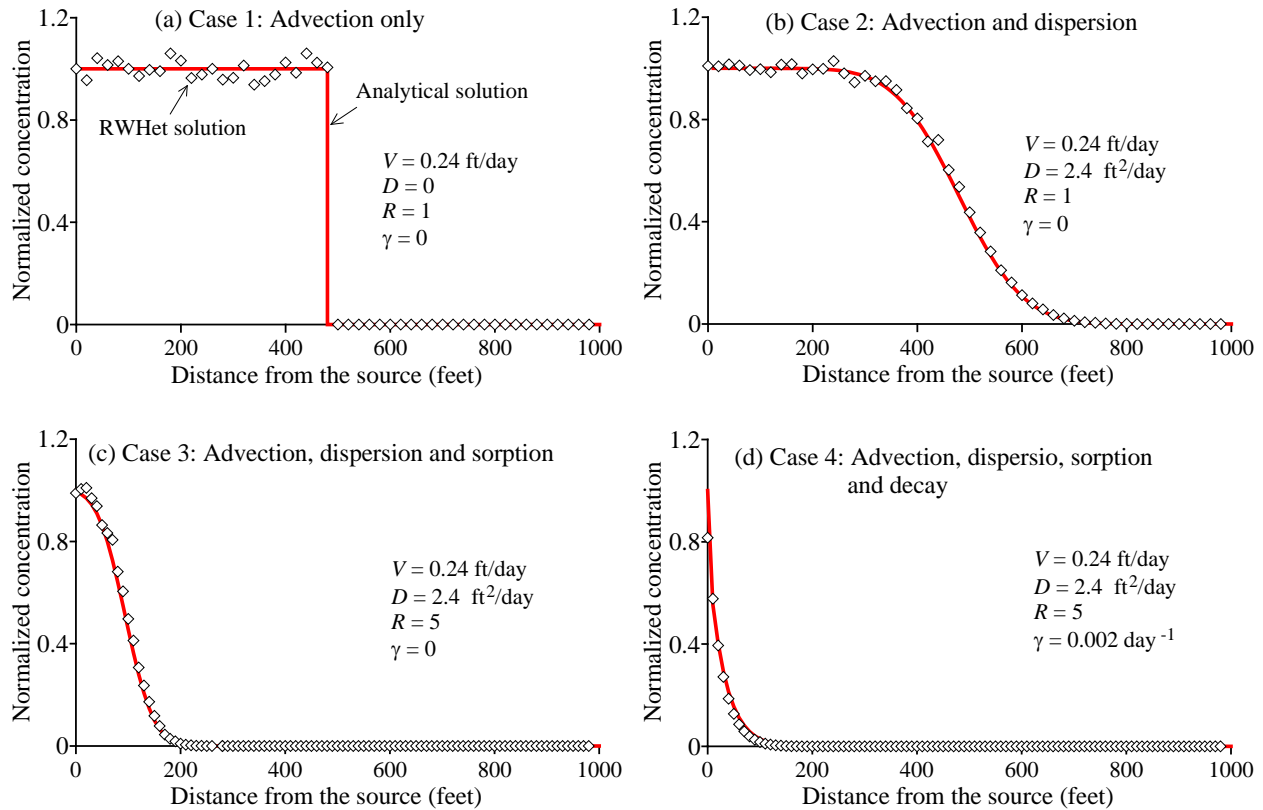 (a) Case 1: Advection only
1.2
0.8
0.4
0
Normalized concentration
Analytical solution
RWHet solution
V = 0.24 ft/day
D = 0
R = 1
γ = 0
0 200 400 600 800 1000
Distance from the source (feet)
(b) Case 2: Advection and dispersion
1.2
0.8
0.4
0
Normalized concentration
V = 0.24 ft/day
D = 2.4 ft²/day
R = 1
γ = 0
0 200 400 600 800 1000
Distance from the source (feet)
(c) Case 3: Advection, dispersion and sorption
1.2
0.8
0.4
0
Normalized concentration
V = 0.24 ft/day
D = 2.4 ft²/day
R = 5
γ = 0
0 200 400 600 800 1000
Distance from the source (feet)
(d) Case 4: Advection, dispersio, sorption
and decay
1.2
0.8
0.4
0
Normalized concentration
V = 0.24 ft/day
D = 2.4 ft²/day
R = 5
γ = 0.002 day⁻¹
0 200 400 600 800 1000
Distance from the source (feet)